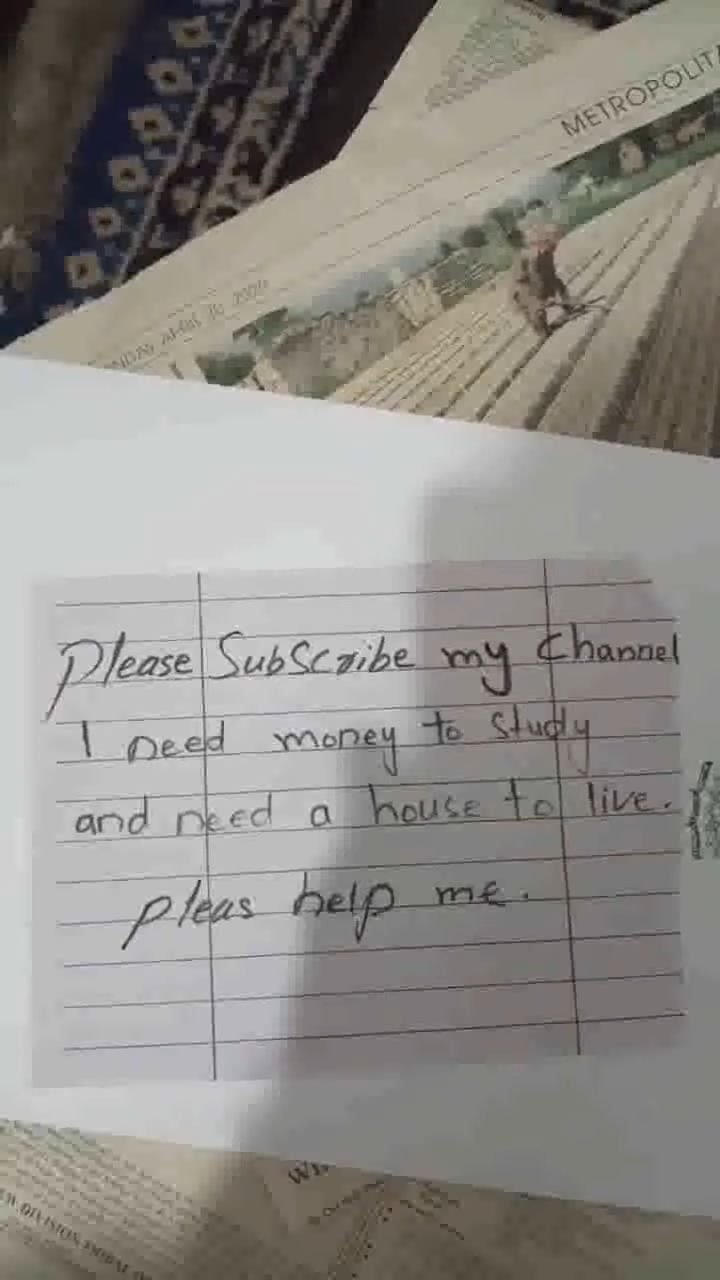 METROPOLITA
Please Subscribe my Channel
I need money to study
and need a house to live.
pleas help me.